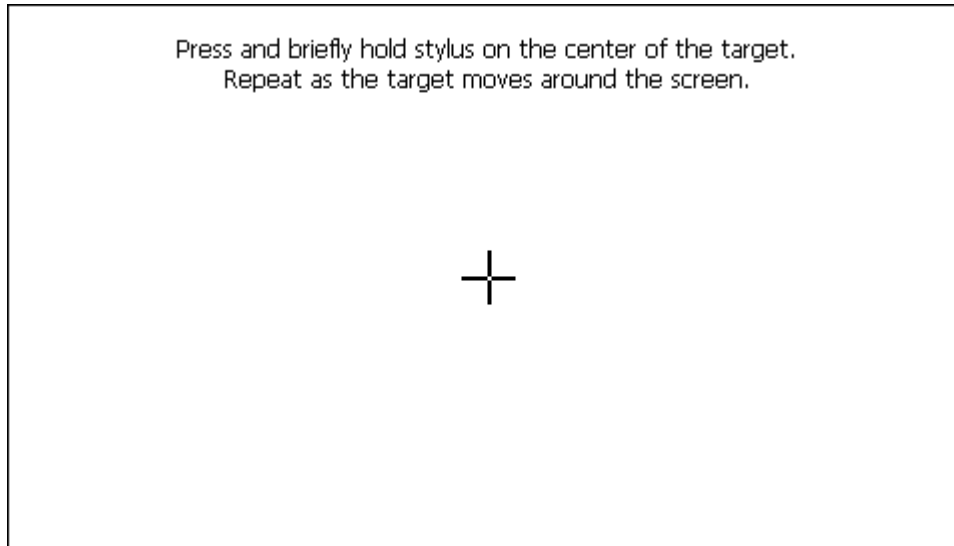 Press and briefly hold stylus on the center of the target.
Repeat as the target moves around the screen.